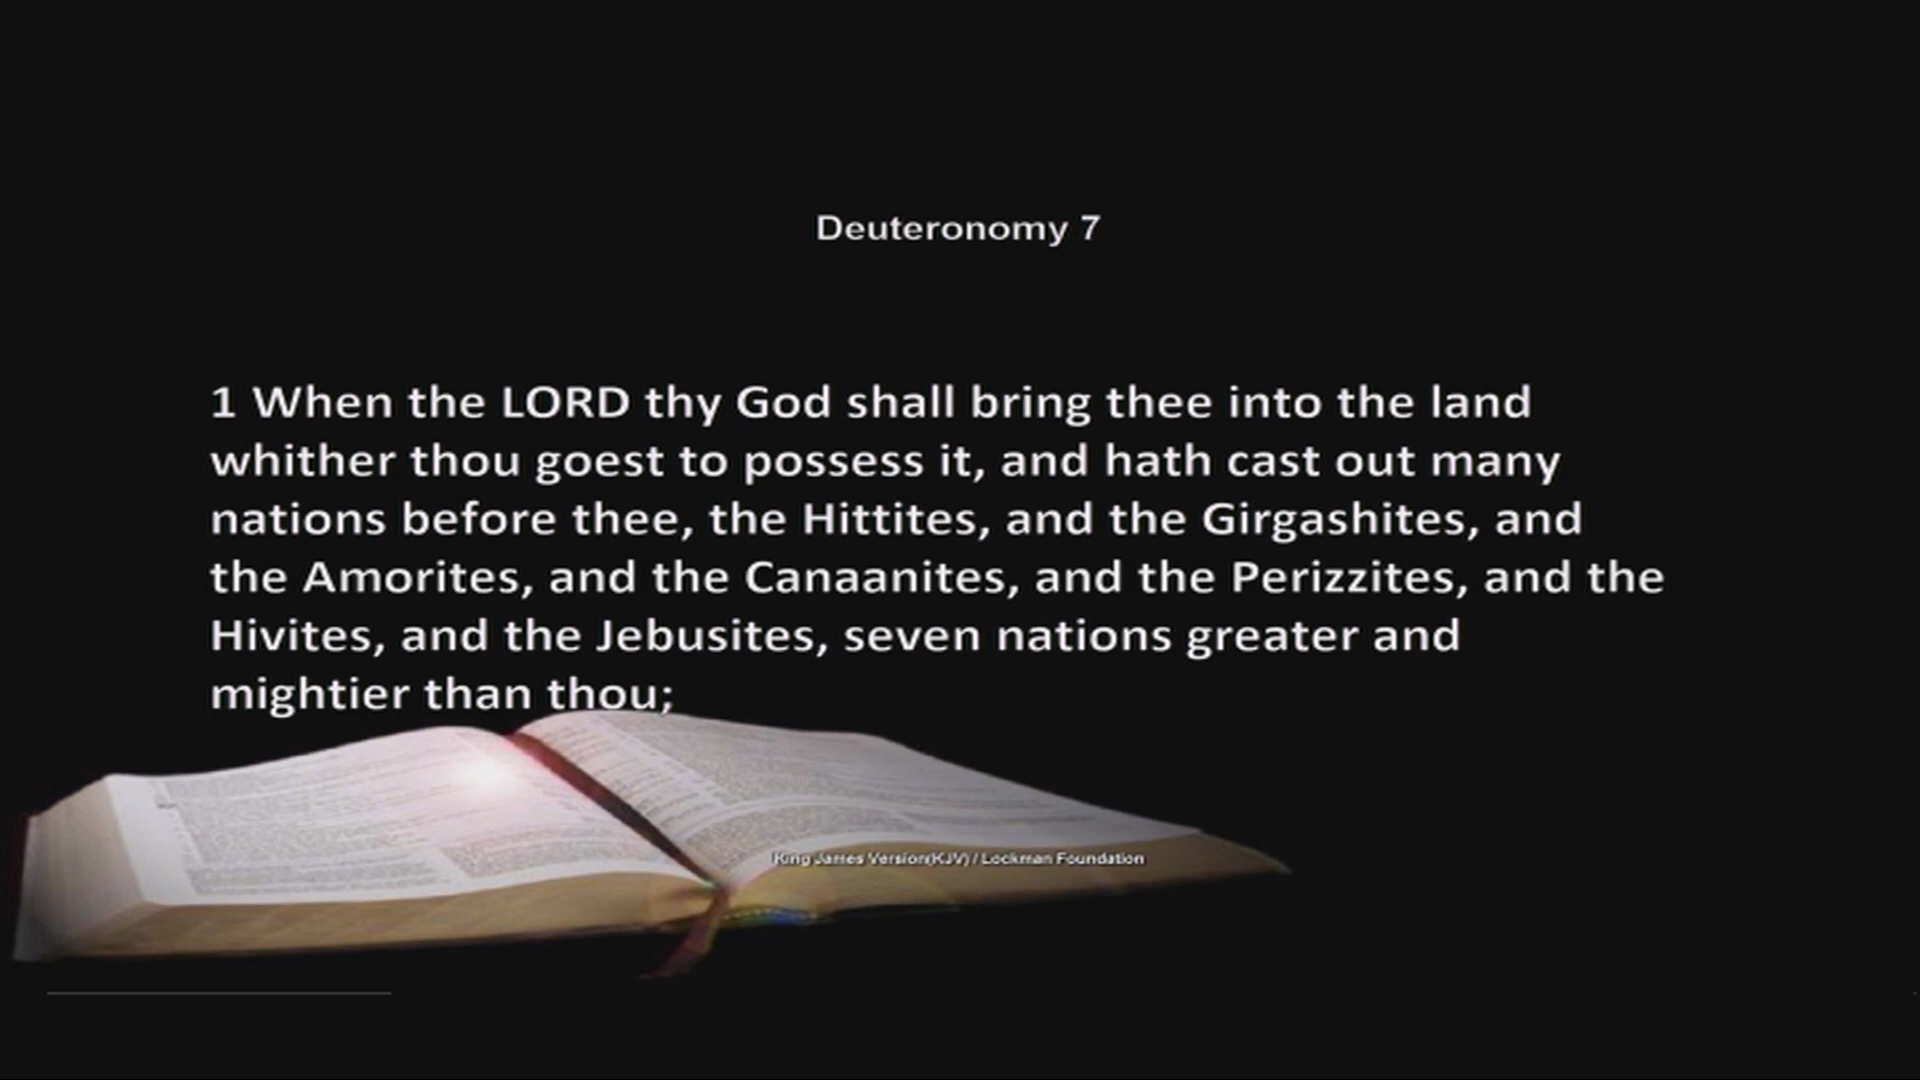 Deuteronomy 7
1 When the LORD thy God shall bring thee into the land
whither thou goest to possess it, and hath cast out many
nations before thee, the Hittites, and the Girgashites, and
the Amorites, and the Canaanites, and the Perizzites, and the
Hivites, and the Jebusites, seven nations greater and
mightier than thou;
King James Version(KJV) / Lockman Foundation